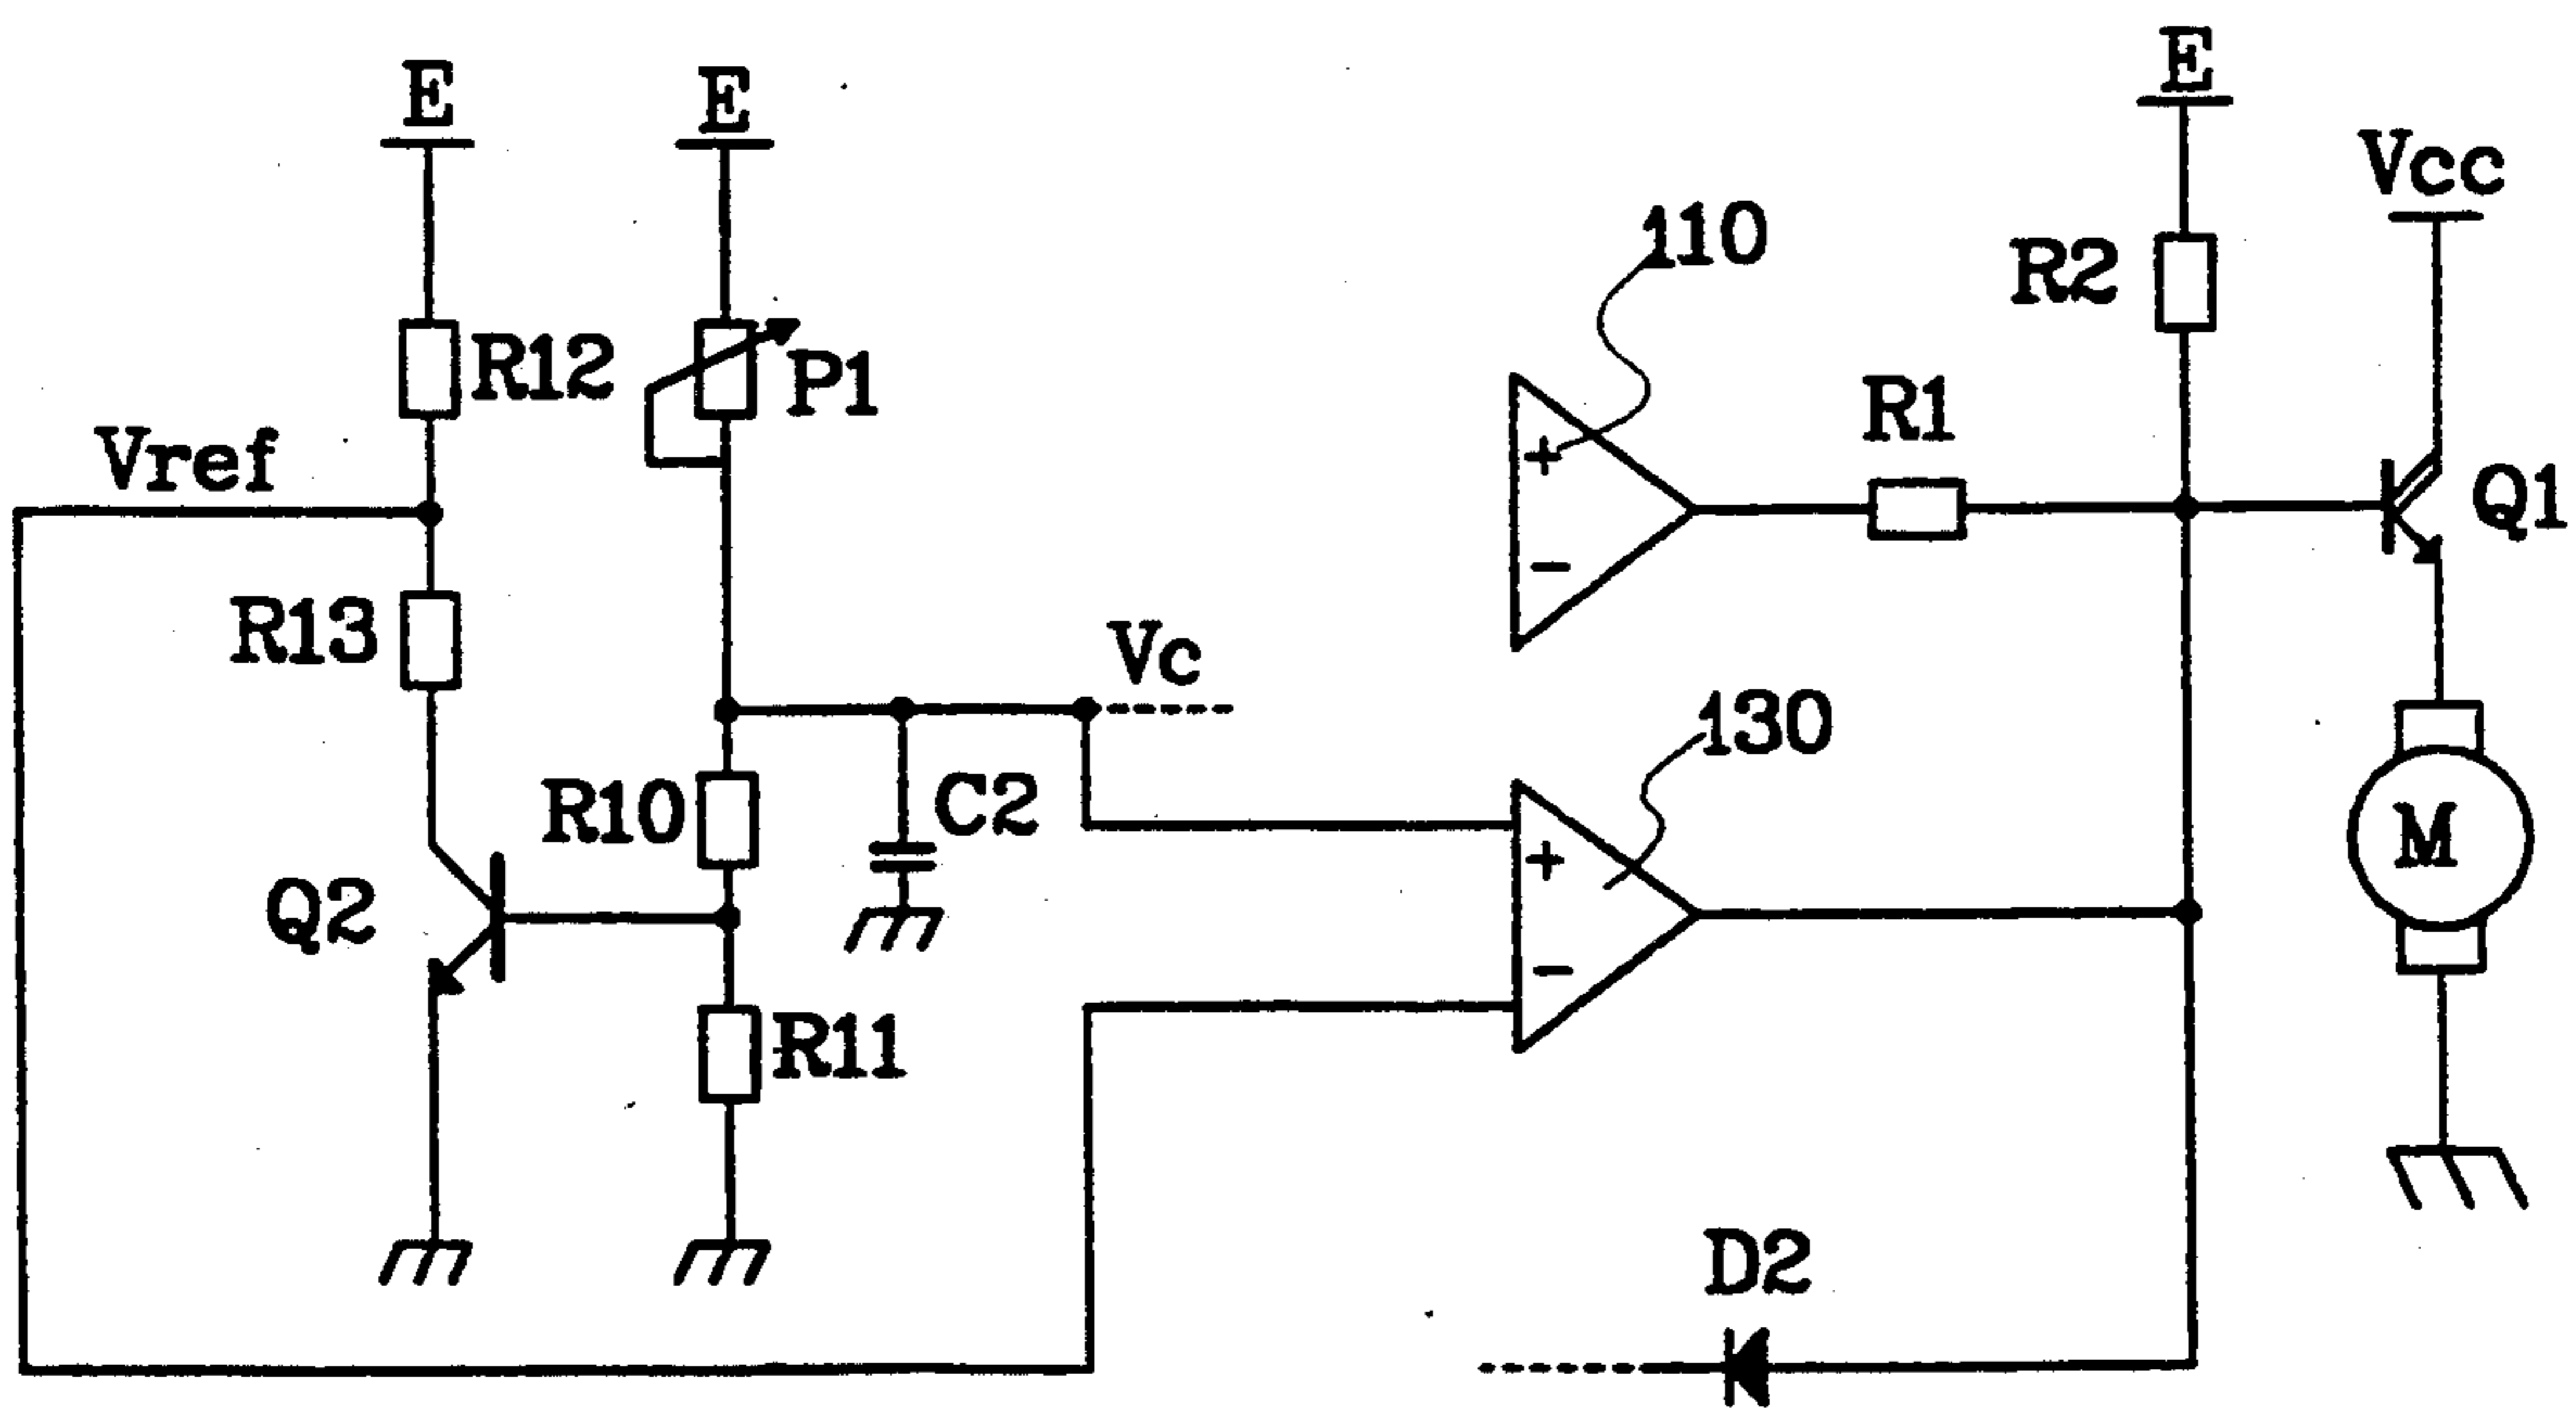 E
E
E
Vcc
110
R2
R12
P1
R1
Vref
Q1
+
-
R13
Vc
130
R10
C2
M
+
Q2
-
R11
D2